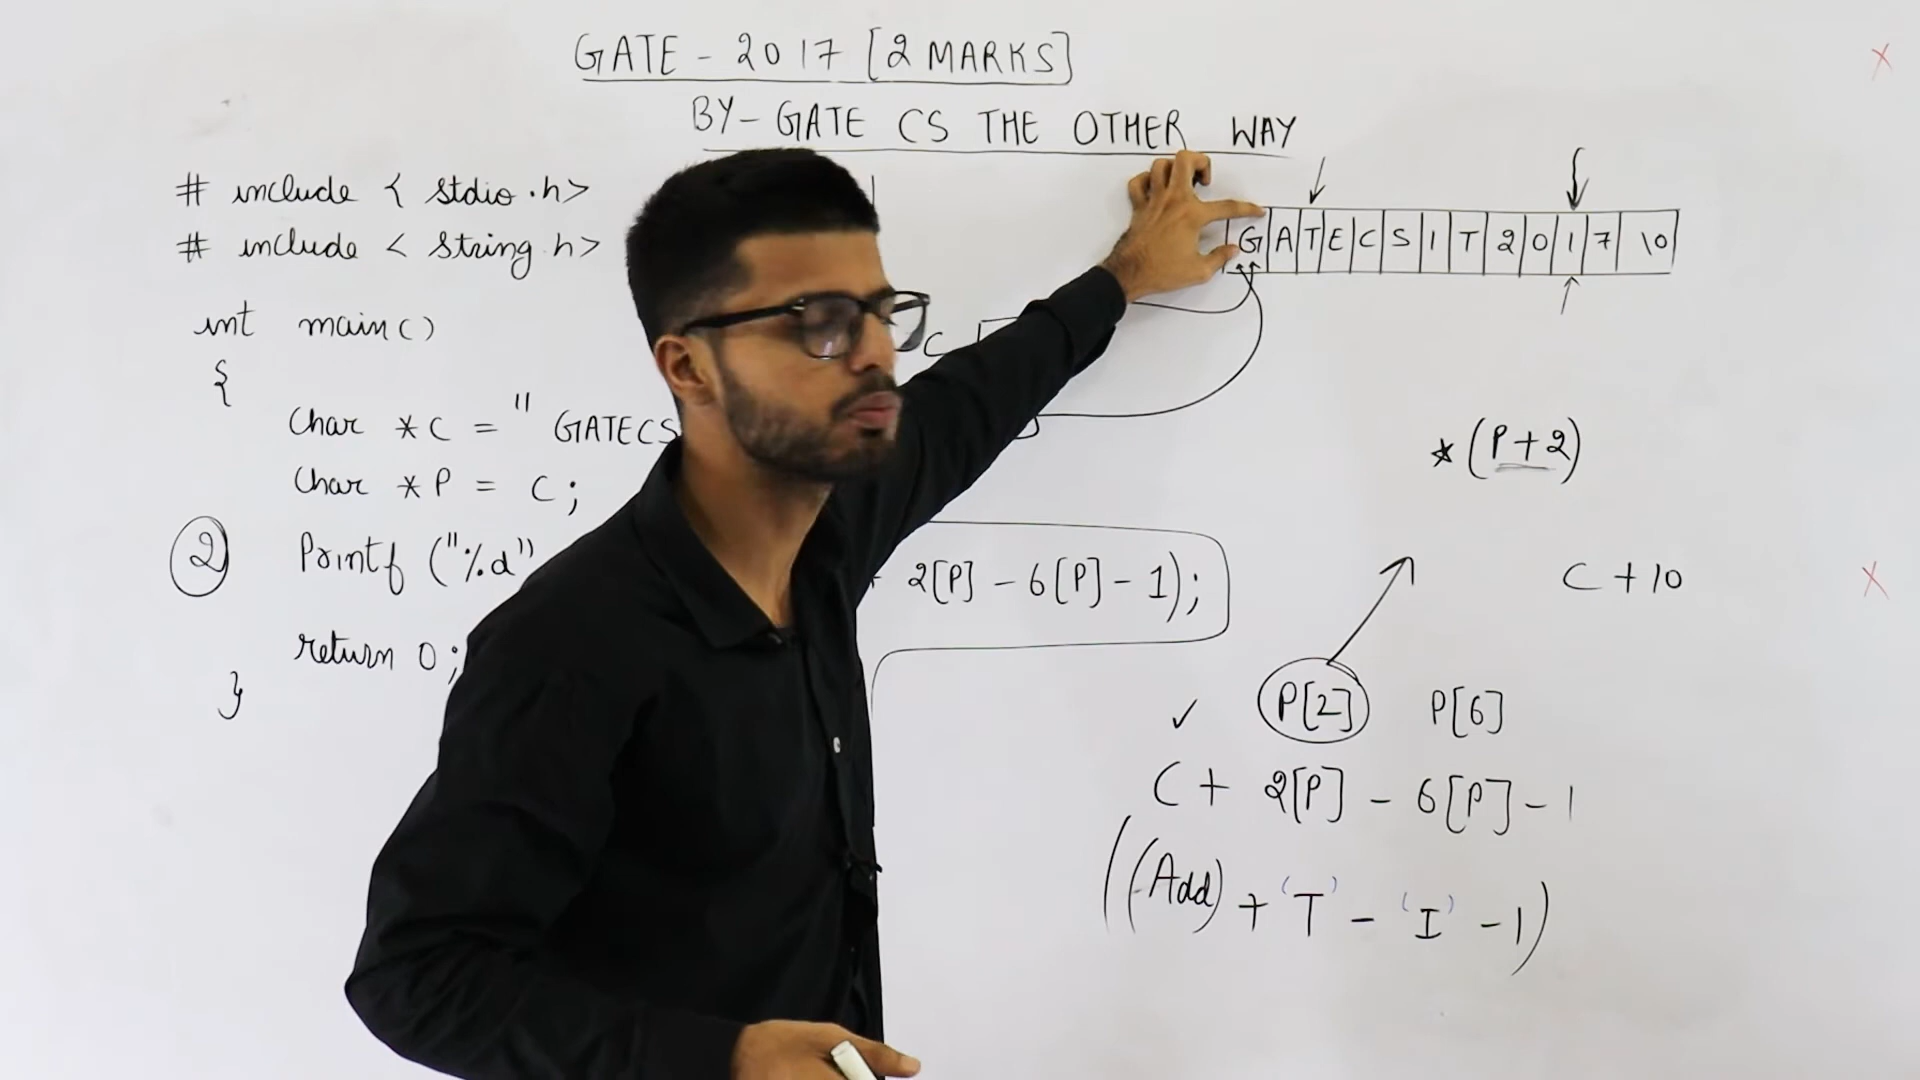 GATE - 2017 [2 MARKS]
BY - GATE CS THE OTHER WAY
# include { stdio.h>
# include < string.h>
int main()
{
Char *C = " GATECS
Char *P = C;
② Printf ("%d"
2[P] - 6[P] - 1);
return 0;
}
C
G A T E C S I T 2 0 1 7 \0
*(P+2)
C + 10
✓ P[2] P[6]
C + 2[P] - 6[P] - 1
((Add) + 'T' - 'I' - 1)
X
X